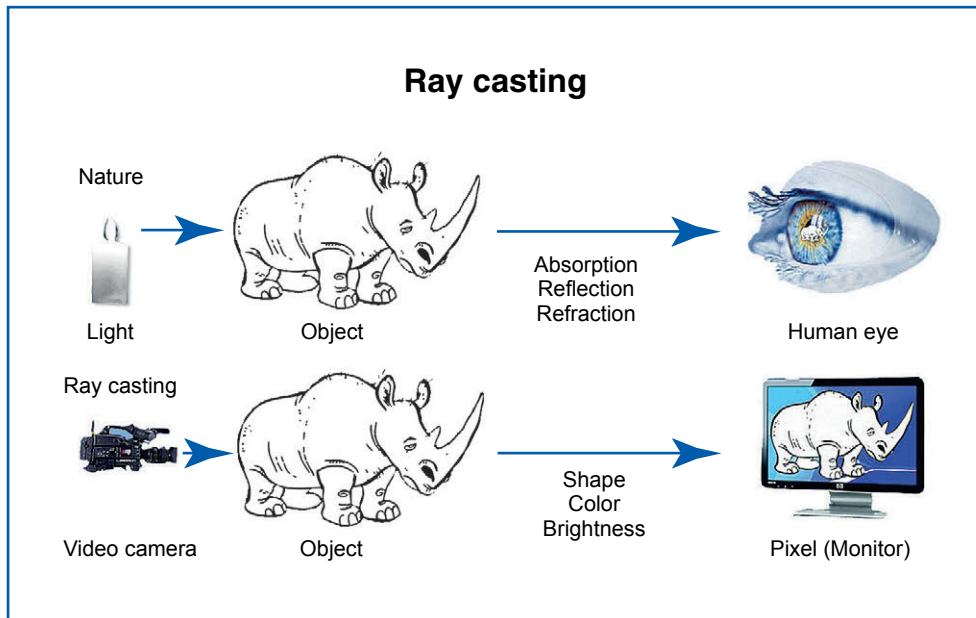 Ray casting
Nature
Absorption
Reflection
Refraction
Light
Object
Human eye
Ray casting
Shape
Color
Brightness
Video camera
Object
Pixel (Monitor)